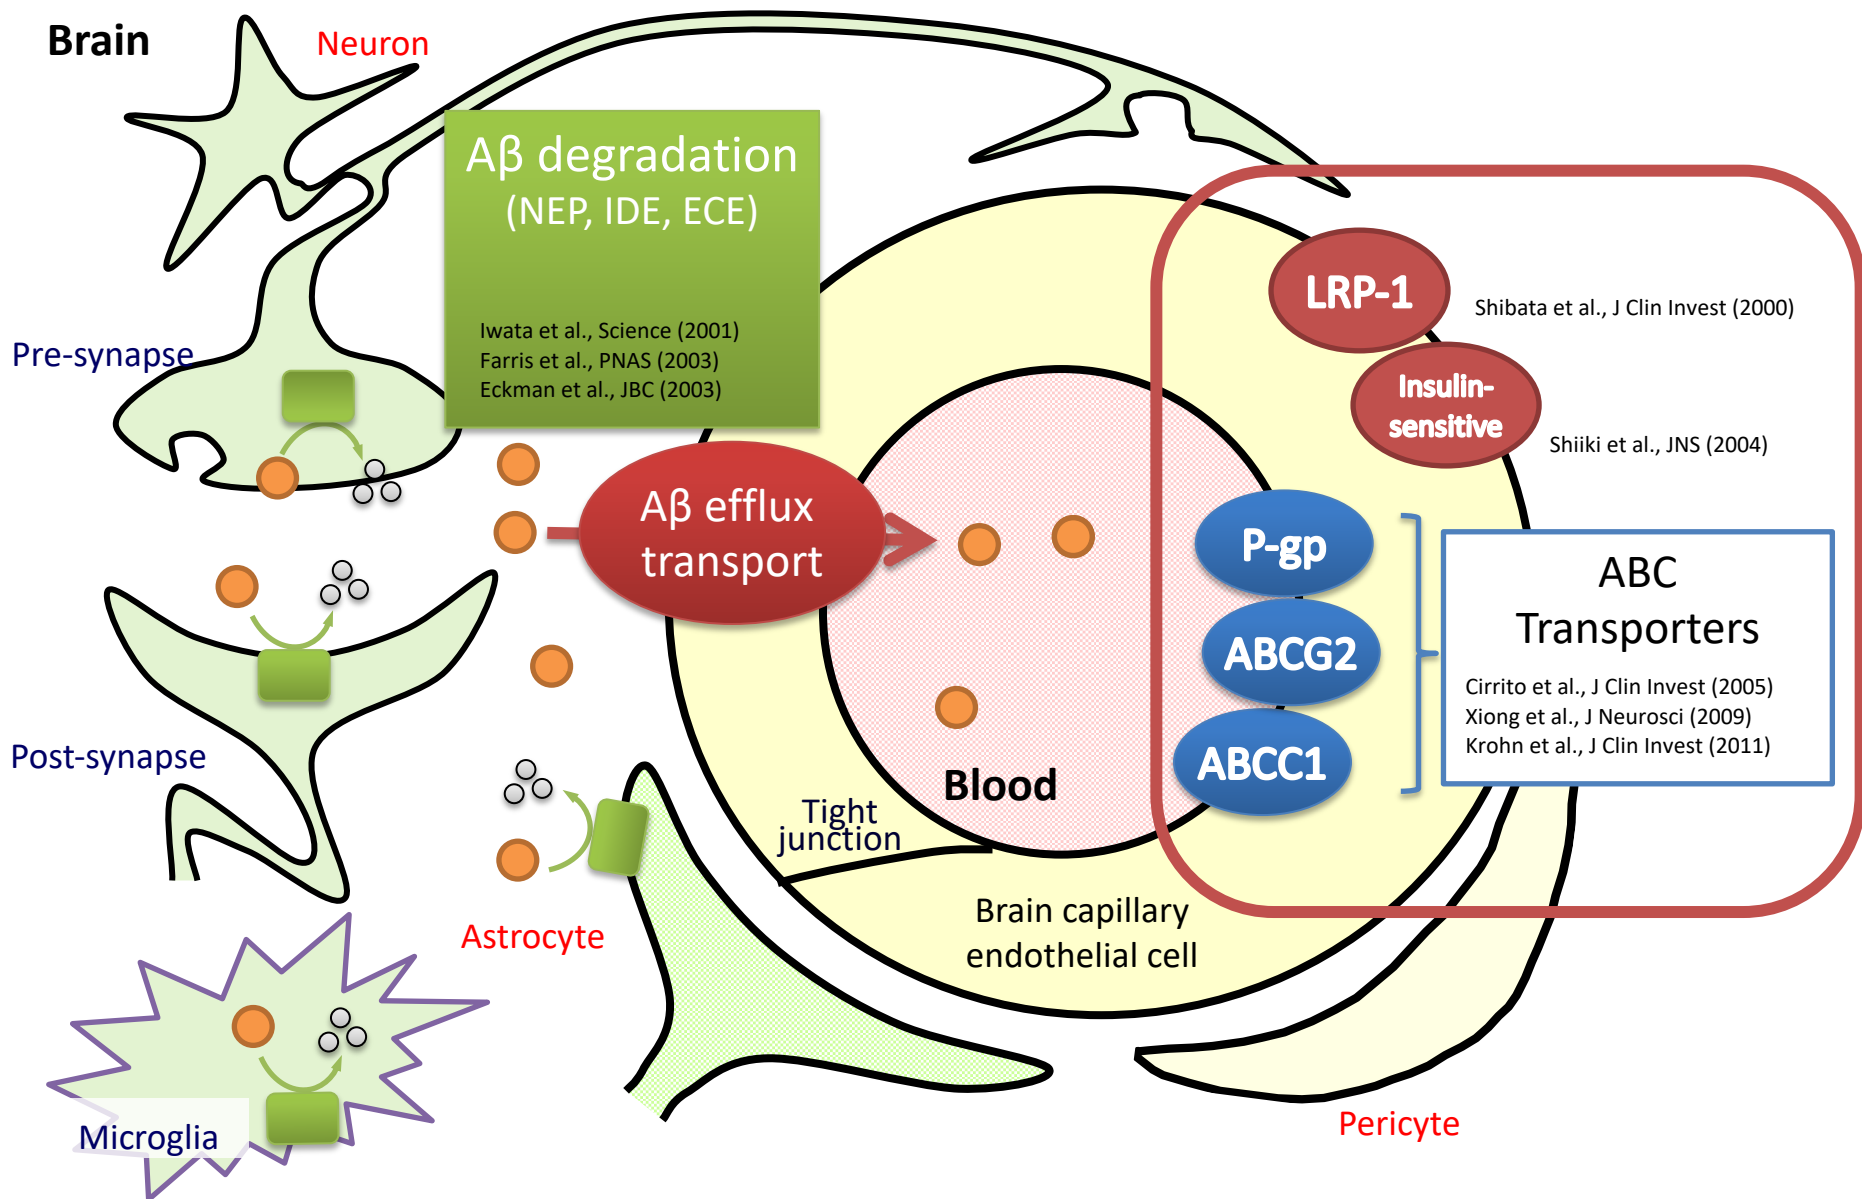 Brain
Neuron
Aβ degradation
(NEP, IDE, ECE)
Iwata et al., Science (2001)
Farris et al., PNAS (2003)
Eckman et al., JBC (2003)
Pre-synapse
LRP-1
Shibata et al., J Clin Invest (2000)
Insulin-
sensitive
Shiiki et al., JNS (2004)
Aβ efflux
transport
P-gp
ABCG2
ABCC1
ABC
Transporters
Cirrito et al., J Clin Invest (2005)
Xiong et al., J Neurosci (2009)
Krohn et al., J Clin Invest (2011)
Post-synapse
Blood
Tight
junction
Brain capillary
endothelial cell
Astrocyte
Microglia
Pericyte